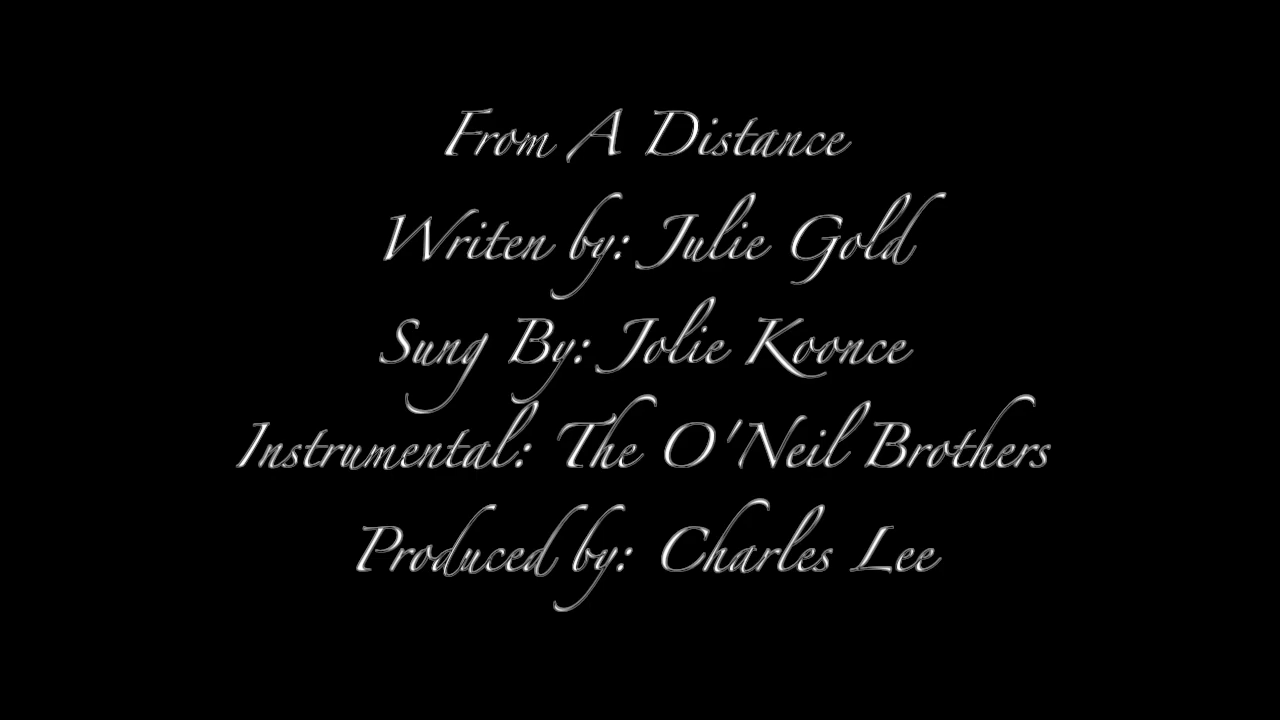 From A Distance
Writen by: Julie Gold
Sung By: Jolie Koonce
Instrumental: The O'Neil Brothers
Produced by: Charles Lee